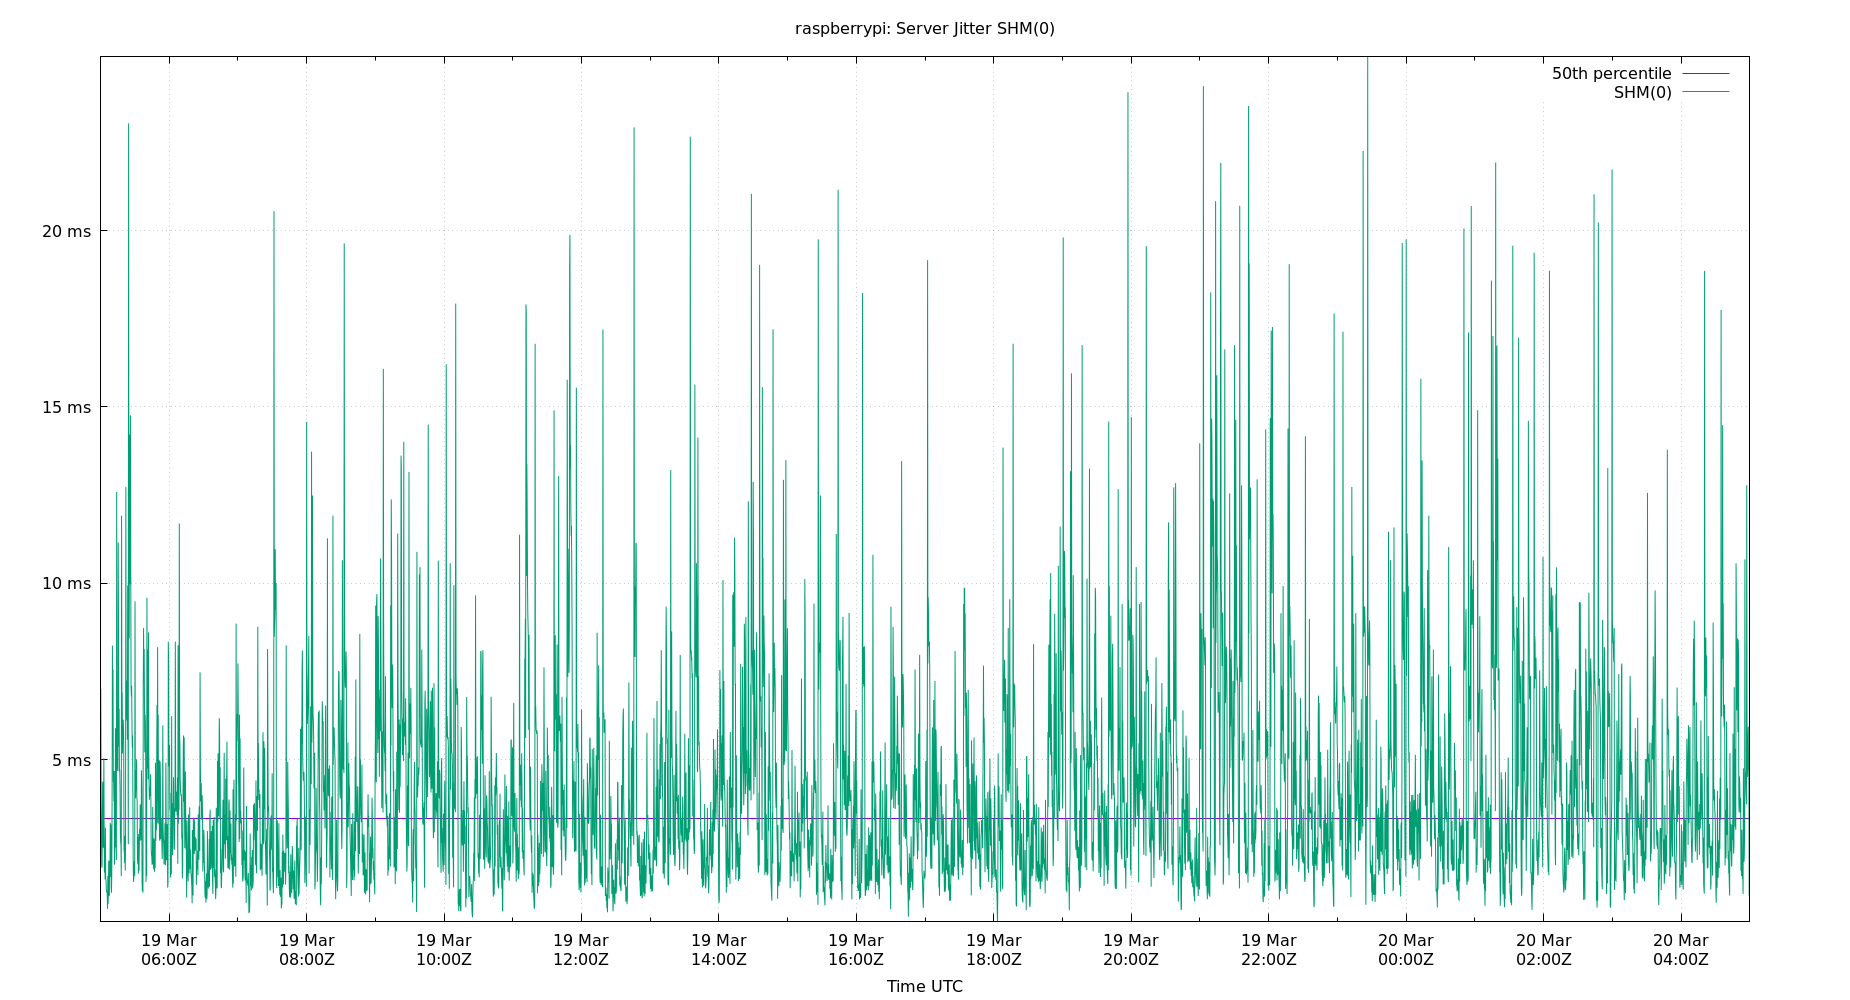 raspberrypi: Server Jitter SHM(0)
50th percentile
SHM(0)
20 ms
15 ms
10 ms
5 ms
19 Mar 19 Mar 19 Mar 19 Mar 19 Mar 19 Mar 19 Mar 19 Mar 19 Mar 20 Mar 20 Mar 20 Mar
06:00Z 08:00Z 10:00Z 12:00Z 14:00Z 16:00Z 18:00Z 20:00Z 22:00Z 00:00Z 02:00Z 04:00Z
Time UTC